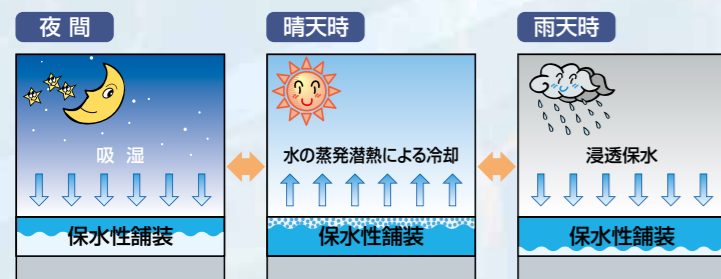 夜間
晴天時
雨天時
吸湿
水の蒸発潜熱による冷却
浸透保水
保水性舗装
保水性舗装
保水性舗装